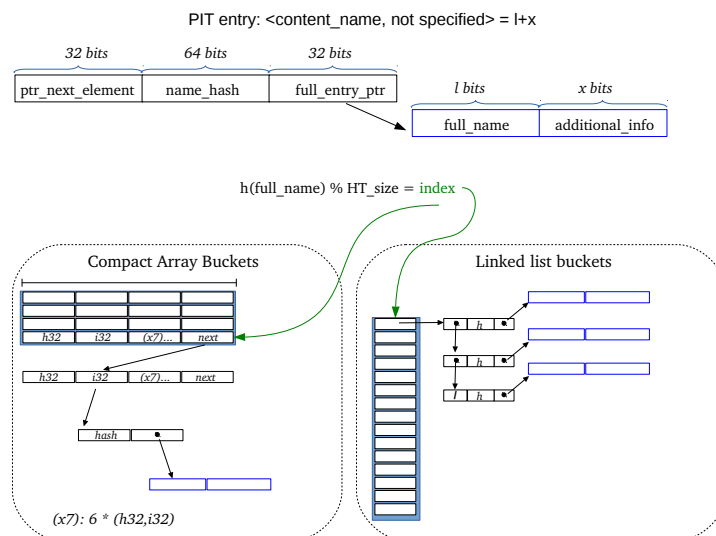 PIT entry: <content_name, not specified> = l+x
32 bits 64 bits 32 bits
ptr_next_element name_hash full_entry_ptr
l bits x bits
full_name additional_info
h(full_name) % HT_size = index
Compact Array Buckets
h32 i32 (x7)... next
h32 i32 (x7)... next
hash
(x7): 6 * (h32,i32)
Linked list buckets
h
h
l h